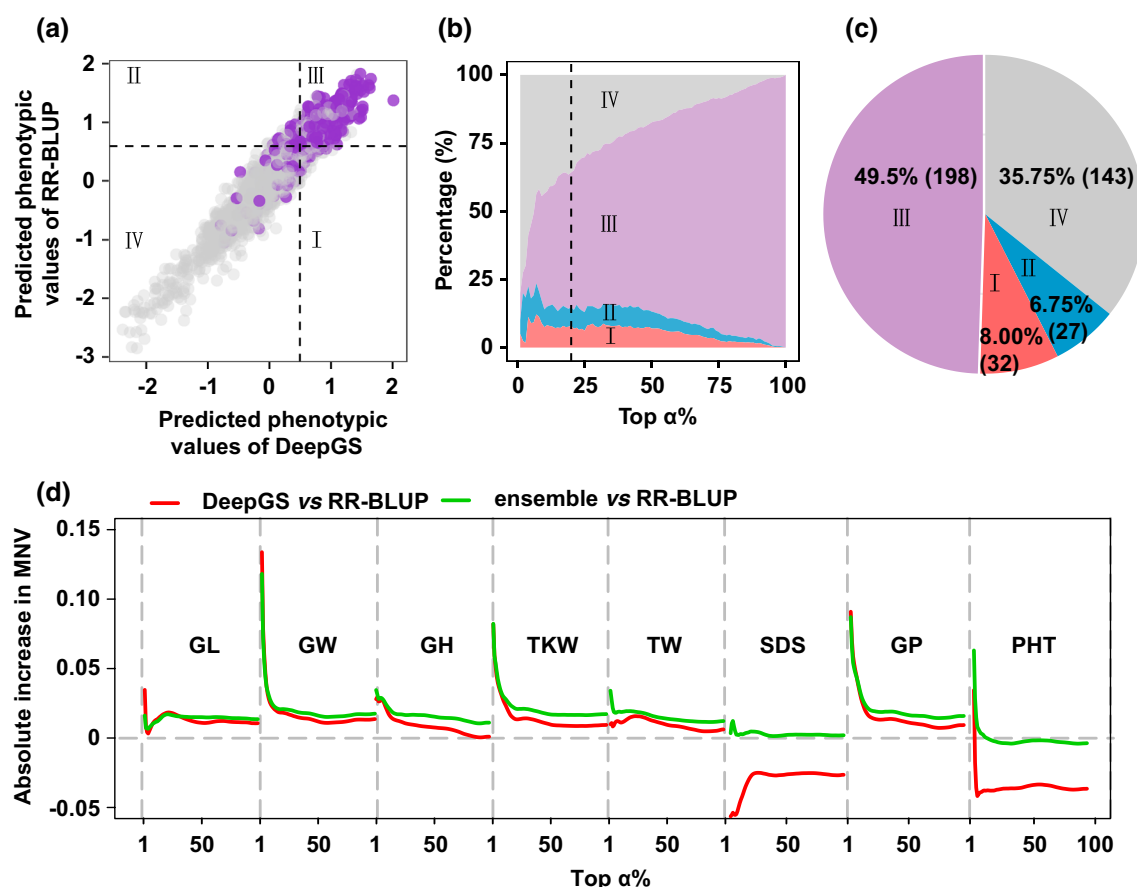 (a)
Predicted phenotypic
values of RR-BLUP
2
1
0
-1
-2
-3
Ⅱ
Ⅲ
Ⅳ
Ⅰ
-2 -1 0 1 2
Predicted phenotypic
values of DeepGS
(b)
Percentage (%)
100
75
50
25
0
Ⅳ
Ⅲ
Ⅱ
Ⅰ
0 25 50 75 100
Top α%
(c)
49.5% (198)
Ⅲ
35.75% (143)
Ⅳ
Ⅱ
6.75%
(27)
Ⅰ
8.00%
(32)
(d)
DeepGS vs RR-BLUP
ensemble vs RR-BLUP
Absolute increase in MNV
0.15
0.10
0.05
0
-0.05
GL GW GH TKW TW SDS GP PHT
1 50 1 50 1 50 1 50 1 50 1 50 1 50 1 50 100
Top α%